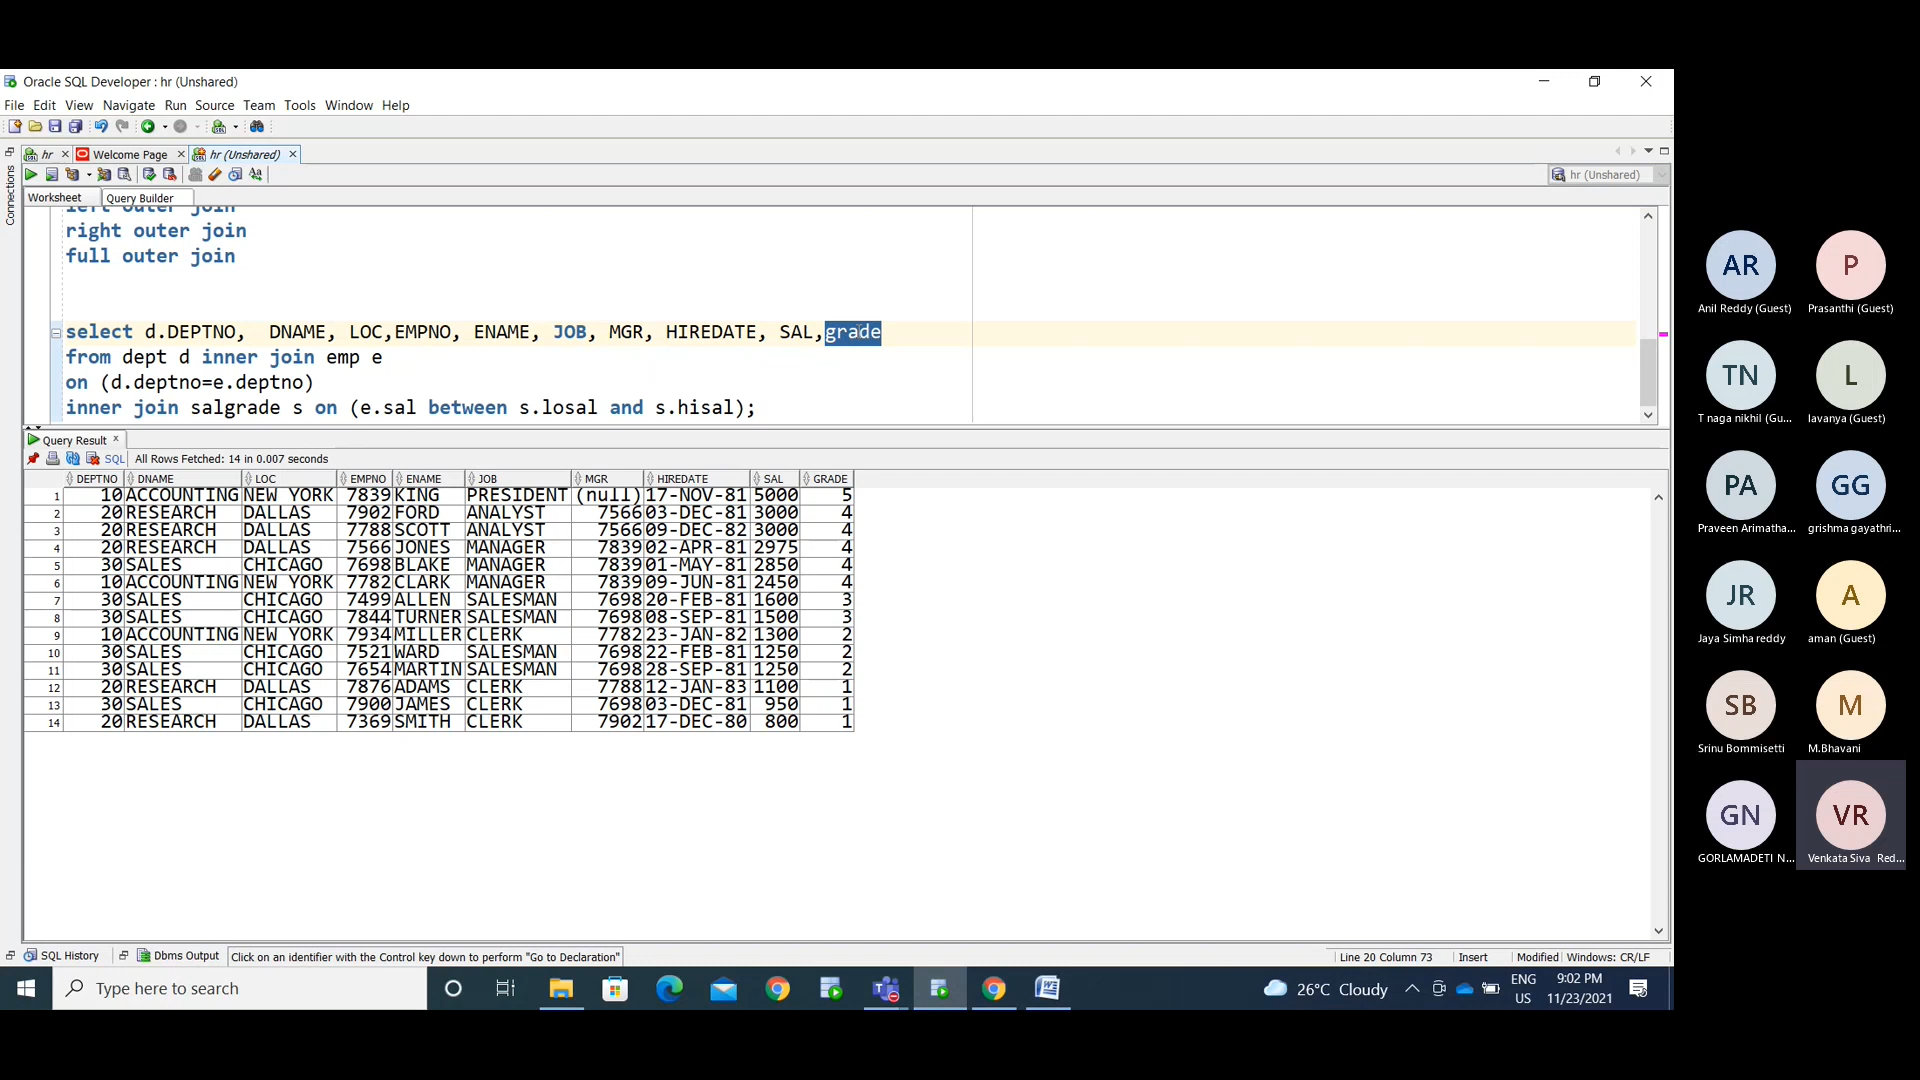 Oracle SQL Developer : hr (Unshared)
File Edit View Navigate Run Source Team Tools Window Help
hr Welcome Page hr (Unshared)
hr (Unshared)
Connections
Worksheet Query Builder
left outer join
right outer join
full outer join
select d.DEPTNO, DNAME, LOC,EMPNO, ENAME, JOB, MGR, HIREDATE, SAL,grade
from dept d inner join emp e
on (d.deptno=e.deptno)
inner join salgrade s on (e.sal between s.losal and s.hisal);
Query Result
SQL All Rows Fetched: 14 in 0.007 seconds
DEPTNO DNAME LOC EMPNO ENAME JOB MGR HIREDATE SAL GRADE
1 10 ACCOUNTING NEW YORK 7839 KING PRESIDENT (null) 17-NOV-81 5000 5
2 20 RESEARCH DALLAS 7902 FORD ANALYST 7566 03-DEC-81 3000 4
3 20 RESEARCH DALLAS 7788 SCOTT ANALYST 7566 09-DEC-82 3000 4
4 20 RESEARCH DALLAS 7566 JONES MANAGER 7839 02-APR-81 2975 4
5 30 SALES CHICAGO 7698 BLAKE MANAGER 7839 01-MAY-81 2850 4
6 10 ACCOUNTING NEW YORK 7782 CLARK MANAGER 7839 09-JUN-81 2450 4
7 30 SALES CHICAGO 7499 ALLEN SALESMAN 7698 20-FEB-81 1600 3
8 30 SALES CHICAGO 7844 TURNER SALESMAN 7698 08-SEP-81 1500 3
9 10 ACCOUNTING NEW YORK 7934 MILLER CLERK 7782 23-JAN-82 1300 2
10 30 SALES CHICAGO 7521 WARD SALESMAN 7698 22-FEB-81 1250 2
11 30 SALES CHICAGO 7654 MARTIN SALESMAN 7698 28-SEP-81 1250 2
12 20 RESEARCH DALLAS 7876 ADAMS CLERK 7788 12-JAN-83 1100 1
13 30 SALES CHICAGO 7900 JAMES CLERK 7698 03-DEC-81 950 1
14 20 RESEARCH DALLAS 7369 SMITH CLERK 7902 17-DEC-80 800 1
SQL History Dbms Output Click on an identifier with the Control key down to perform "Go to Declaration"
Line 20 Column 73 Insert Modified Windows: CR/LF
Type here to search
26°C Cloudy
ENG
US
9:02 PM
11/23/2021
AR P
Anil Reddy (Guest) Prasanthi (Guest)
TN L
T naga nikhil (Gu... lavanya (Guest)
PA GG
Praveen Arimatha... grishma gayathri...
JR A
Jaya Simha reddy aman (Guest)
SB M
Srinu Bommisetti M.Bhavani
GN VR
GORLAMADETI N... Venkata Siva Red...